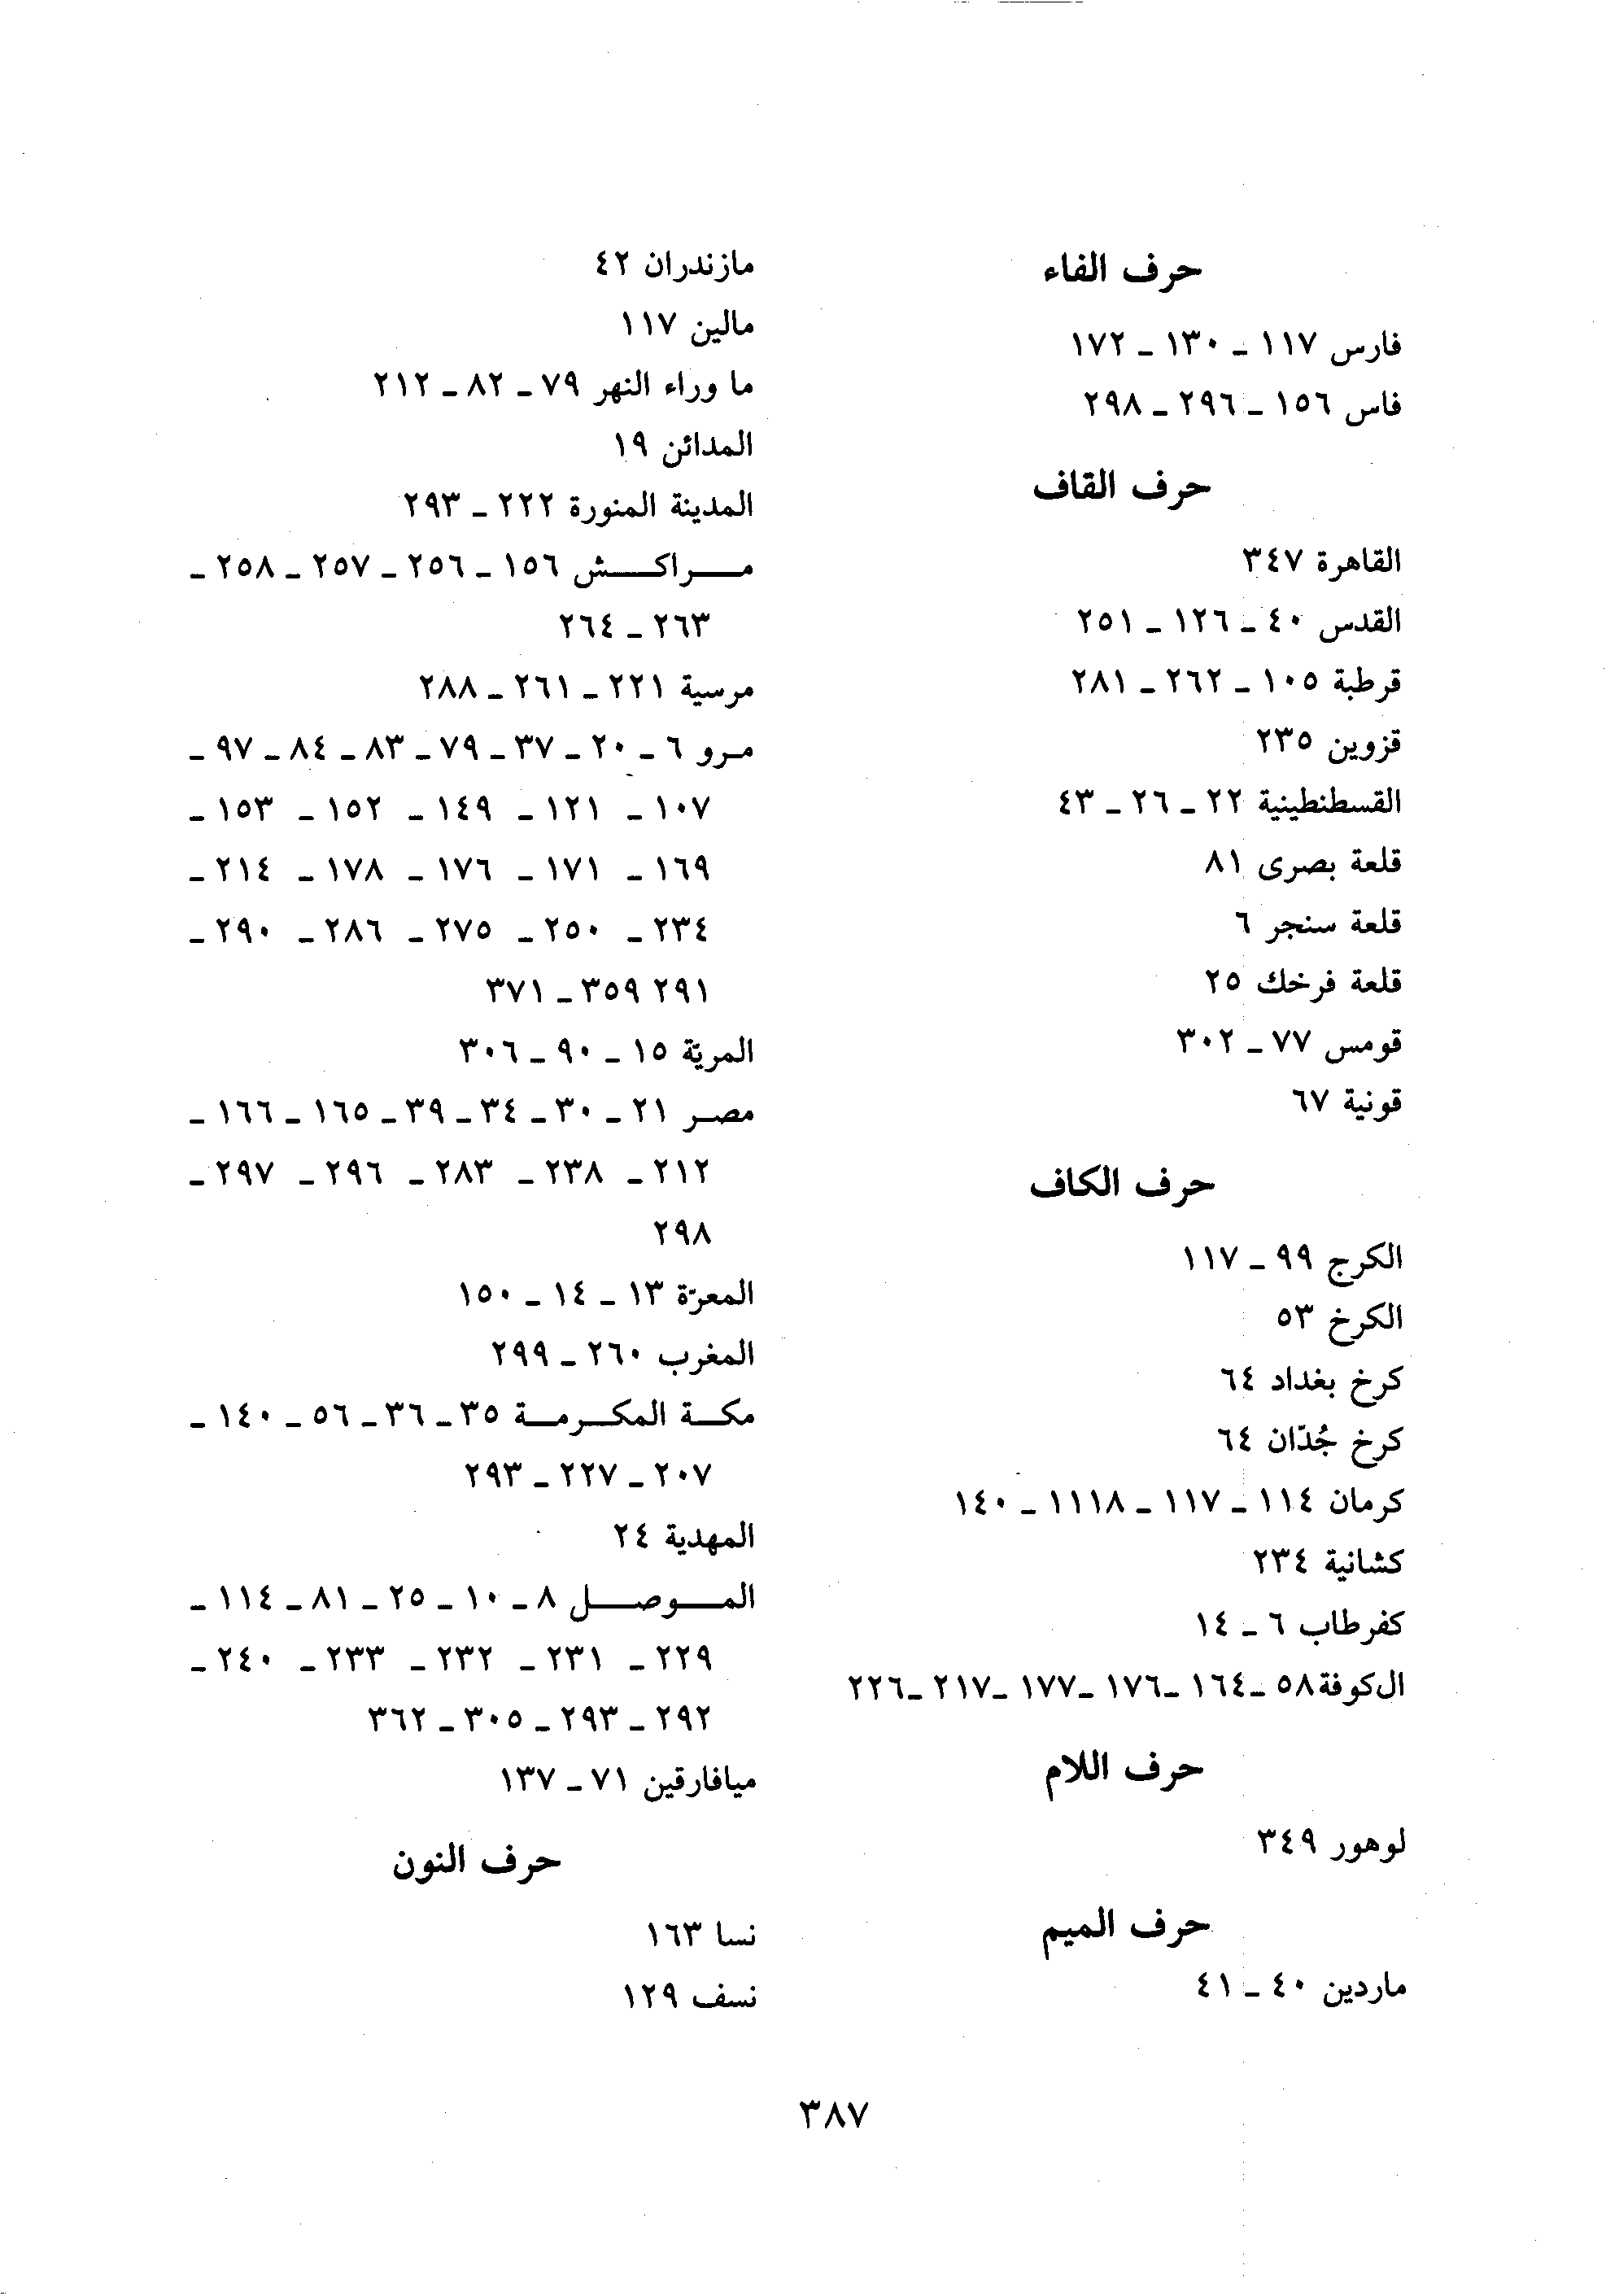 حرف الفاء
فارس ١١٧ ـ ١٣٠ ـ ١٧٢
فاس ١٥٦ ـ ٢٩٦ ـ ٢٩٨
حرف القاف
القاهرة ٣٤٧
القدس ٤٠ ـ ١٢٦ ـ ٢٥١
قرطبة ١٠٥ ـ ٢٦٢ ـ ٢٨١
قزوين ٢٣٥
القسطنطينية ٢٢ ـ ٢٦ ـ ٤٣
قلعة بصرى ٨١
قلعة سنجر ٦
قلعة فرخك ٢٥
قومس ٧٧ ـ ٣٠٢
قونية ٦٧
حرف الكاف
الكرج ٩٩ ـ ١١٧
الكرخ ٥٣
كرخ بغداد ٦٤
كرخ جُدّان ٦٤
كرمان ١١٤ ـ ١١٧ ـ ١١١٨ ـ ١٤٠
كشانية ٢٣٤
كفرطاب ٦ ـ ١٤
الكوفة ٥٨ ـ ١٦٤ ـ ١٧٦ ـ ١٧٧ ـ ٢١٧ ـ ٢٢٦
حرف اللام
لوهور ٣٤٩
حرف الميم
ماردين ٤٠ ـ ٤١
مازندران ٤٢
مالين ١١٧
ما وراء النهر ٧٩ ـ ٨٢ ـ ٢١٢
المدائن ١٩
المدينة المنورة ٢٢٢ ـ ٢٩٣
مراكش ١٥٦ ـ ٢٥٦ ـ ٢٥٧ ـ ٢٥٨ ـ
٢٦٣ ـ ٢٦٤
مرسية ٢٢١ ـ ٢٦١ ـ ٢٨٨
مرو ٦ ـ ٢٠ ـ ٣٧ ـ ٧٩ ـ ٨٣ ـ ٨٤ ـ ٩٧ ـ
١٠٧ ـ ١٢١ ـ ١٤٩ ـ ١٥٢ ـ ١٥٣ ـ
١٦٩ ـ ١٧١ ـ ١٧٦ ـ ١٧٨ ـ ٢١٤ ـ
٢٣٤ ـ ٢٥٠ ـ ٢٧٥ ـ ٢٨٦ ـ ٢٩٠ ـ
٢٩١ ٣٥٩ ـ ٣٧١
المريّة ١٥ ـ ٩٠ ـ ٣٠٦
مصر ٢١ ـ ٣٠ ـ ٣٤ ـ ٣٩ ـ ١٦٥ ـ ١٦٦ ـ
٢١٢ ـ ٢٣٨ ـ ٢٨٣ ـ ٢٩٦ ـ ٢٩٧ ـ
٢٩٨
المعرّة ١٣ ـ ١٤ ـ ١٥٠
المغرب ٢٦٠ ـ ٢٩٩
مكة المكرمة ٣٥ ـ ٣٦ ـ ٥٦ ـ ١٤٠ ـ
٢٠٧ ـ ٢٢٧ ـ ٢٩٣
المهدية ٢٤
الموصل ٨ ـ ١٠ ـ ٢٥ ـ ٨١ ـ ١١٤ ـ
٢٢٩ ـ ٢٣١ ـ ٢٣٢ ـ ٢٣٣ ـ ٢٤٠ ـ
٢٩٢ ـ ٢٩٣ ـ ٣٠٥ ـ ٣٦٢
ميافارقين ٧١ ـ ١٣٧
حرف النون
نسا ١٦٣
نسف ١٢٩
٣٨٧